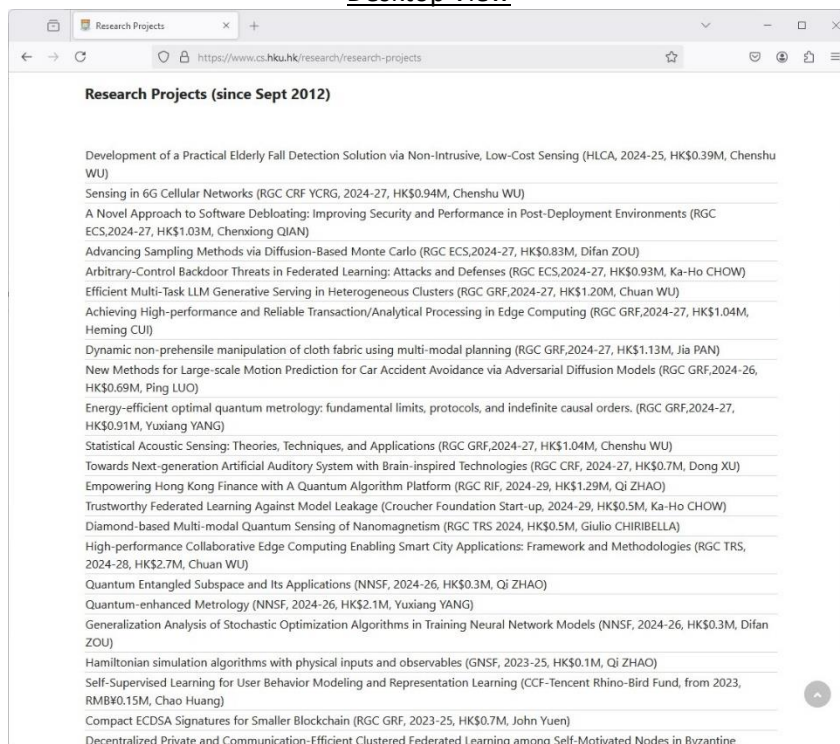 Desktop View
Research Projects
https://www.cs.hku.hk/research/research-projects
Research Projects (since Sept 2012)
Development of a Practical Elderly Fall Detection Solution via Non-Intrusive, Low-Cost Sensing (HLCA, 2024-25, HK$0.39M, Chenshu
WU)
Sensing in 6G Cellular Networks (RGC CRF YCRG, 2024-27, HK$0.94M, Chenshu WU)
A Novel Approach to Software Debloating: Improving Security and Performance in Post-Deployment Environments (RGC
ECS,2024-27, HK$1.03M, Chenxiong QIAN)
Advancing Sampling Methods via Diffusion-Based Monte Carlo (RGC ECS,2024-27, HK$0.83M, Difan ZOU)
Arbitrary-Control Backdoor Threats in Federated Learning: Attacks and Defenses (RGC ECS,2024-27, HK$0.93M, Ka-Ho CHOW)
Efficient Multi-Task LLM Generative Serving in Heterogeneous Clusters (RGC GRF,2024-27, HK$1.20M, Chuan WU)
Achieving High-performance and Reliable Transaction/Analytical Processing in Edge Computing (RGC GRF,2024-27, HK$1.04M,
Heming CUI)
Dynamic non-prehensile manipulation of cloth fabric using multi-modal planning (RGC GRF,2024-27, HK$1.13M, Jia PAN)
New Methods for Large-scale Motion Prediction for Car Accident Avoidance via Adversarial Diffusion Models (RGC GRF,2024-26,
HK$0.69M, Ping LUO)
Energy-efficient optimal quantum metrology: fundamental limits, protocols, and indefinite causal orders. (RGC GRF,2024-27,
HK$0.91M, Yuxiang YANG)
Statistical Acoustic Sensing: Theories, Techniques, and Applications (RGC GRF,2024-27, HK$1.04M, Chenshu WU)
Towards Next-generation Artificial Auditory System with Brain-inspired Technologies (RGC CRF, 2024-27, HK$0.7M, Dong XU)
Empowering Hong Kong Finance with A Quantum Algorithm Platform (RGC RIF, 2024-29, HK$1.29M, Qi ZHAO)
Trustworthy Federated Learning Against Model Leakage (Croucher Foundation Start-up, 2024-29, HK$0.5M, Ka-Ho CHOW)
Diamond-based Multi-modal Quantum Sensing of Nanomagnetism (RGC TRS 2024, HK$0.5M, Giulio CHIRIBELLA)
High-performance Collaborative Edge Computing Enabling Smart City Applications: Framework and Methodologies (RGC TRS,
2024-28, HK$2.7M, Chuan WU)
Quantum Entangled Subspace and Its Applications (NNSF, 2024-26, HK$0.3M, Qi ZHAO)
Quantum-enhanced Metrology (NNSF, 2024-26, HK$2.1M, Yuxiang YANG)
Generalization Analysis of Stochastic Optimization Algorithms in Training Neural Network Models (NNSF, 2024-26, HK$0.3M, Difan
ZOU)
Hamiltonian simulation algorithms with physical inputs and observables (GNSF, 2023-25, HK$0.1M, Qi ZHAO)
Self-Supervised Learning for User Behavior Modeling and Representation Learning (CCF-Tencent Rhino-Bird Fund, from 2023,
RMB¥0.15M, Chao Huang)
Compact ECDSA Signatures for Smaller Blockchain (RGC GRF, 2023-25, HK$0.7M, John Yuen)
Decentralized Private and Communication-Efficient Clustered Federated Learning among Self-Motivated Nodes in Byzantine